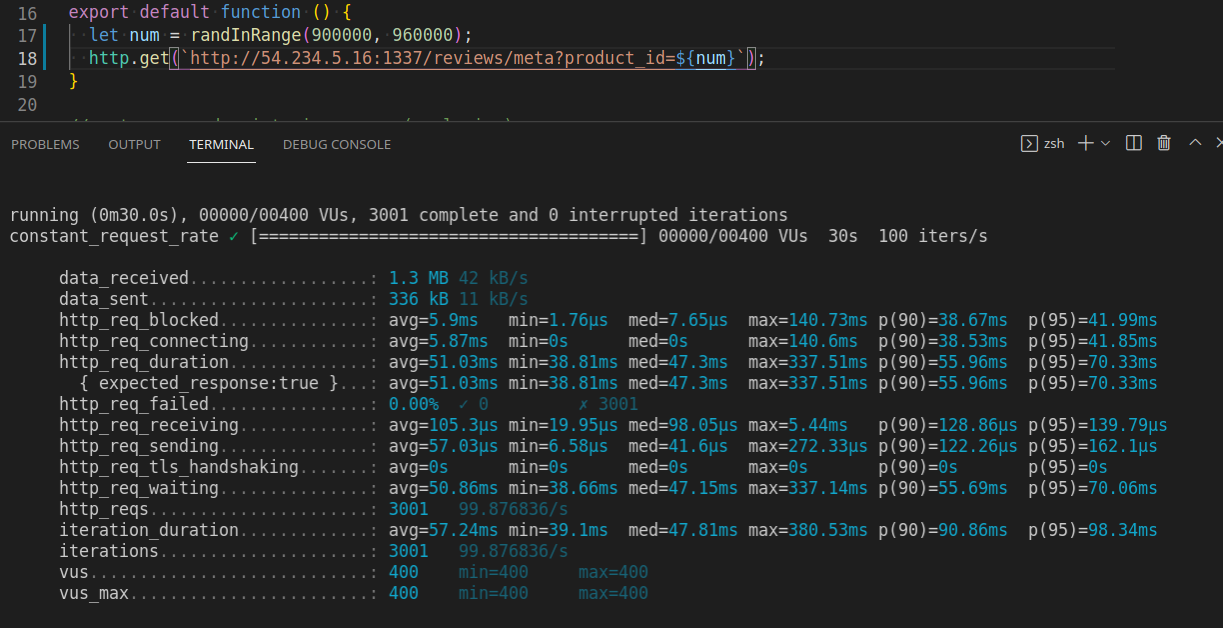 16 export default function () {
17 let num = randInRange(900000, 960000);
18 http.get(`http://54.234.5.16:1337/reviews/meta?product_id=${num}`);
19 }
20
PROBLEMS OUTPUT TERMINAL DEBUG CONSOLE zsh
running (0m30.0s), 00000/00400 VUs, 3001 complete and 0 interrupted iterations
constant_request_rate ✓ [======================================] 00000/00400 VUs 30s 100 iters/s
data_received..................: 1.3 MB 42 kB/s
data_sent......................: 336 kB 11 kB/s
http_req_blocked...............: avg=5.9ms min=1.76µs med=7.65µs max=140.73ms p(90)=38.67ms p(95)=41.99ms
http_req_connecting............: avg=5.87ms min=0s med=0s max=140.6ms p(90)=38.53ms p(95)=41.85ms
http_req_duration..............: avg=51.03ms min=38.81ms med=47.3ms max=337.51ms p(90)=55.96ms p(95)=70.33ms
{ expected_response:true }...: avg=51.03ms min=38.81ms med=47.3ms max=337.51ms p(90)=55.96ms p(95)=70.33ms
http_req_failed................: 0.00% ✓ 0 ✗ 3001
http_req_receiving.............: avg=105.3µs min=19.95µs med=98.05µs max=5.44ms p(90)=128.86µs p(95)=139.79µs
http_req_sending...............: avg=57.03µs min=6.58µs med=41.6µs max=272.33µs p(90)=122.26µs p(95)=162.1µs
http_req_tls_handshaking.......: avg=0s min=0s med=0s max=0s p(90)=0s p(95)=0s
http_req_waiting...............: avg=50.86ms min=38.66ms med=47.15ms max=337.14ms p(90)=55.69ms p(95)=70.06ms
http_reqs......................: 3001 99.876836/s
iteration_duration.............: avg=57.24ms min=39.1ms med=47.81ms max=380.53ms p(90)=90.86ms p(95)=98.34ms
iterations.....................: 3001 99.876836/s
vus............................: 400 min=400 max=400
vus_max........................: 400 min=400 max=400